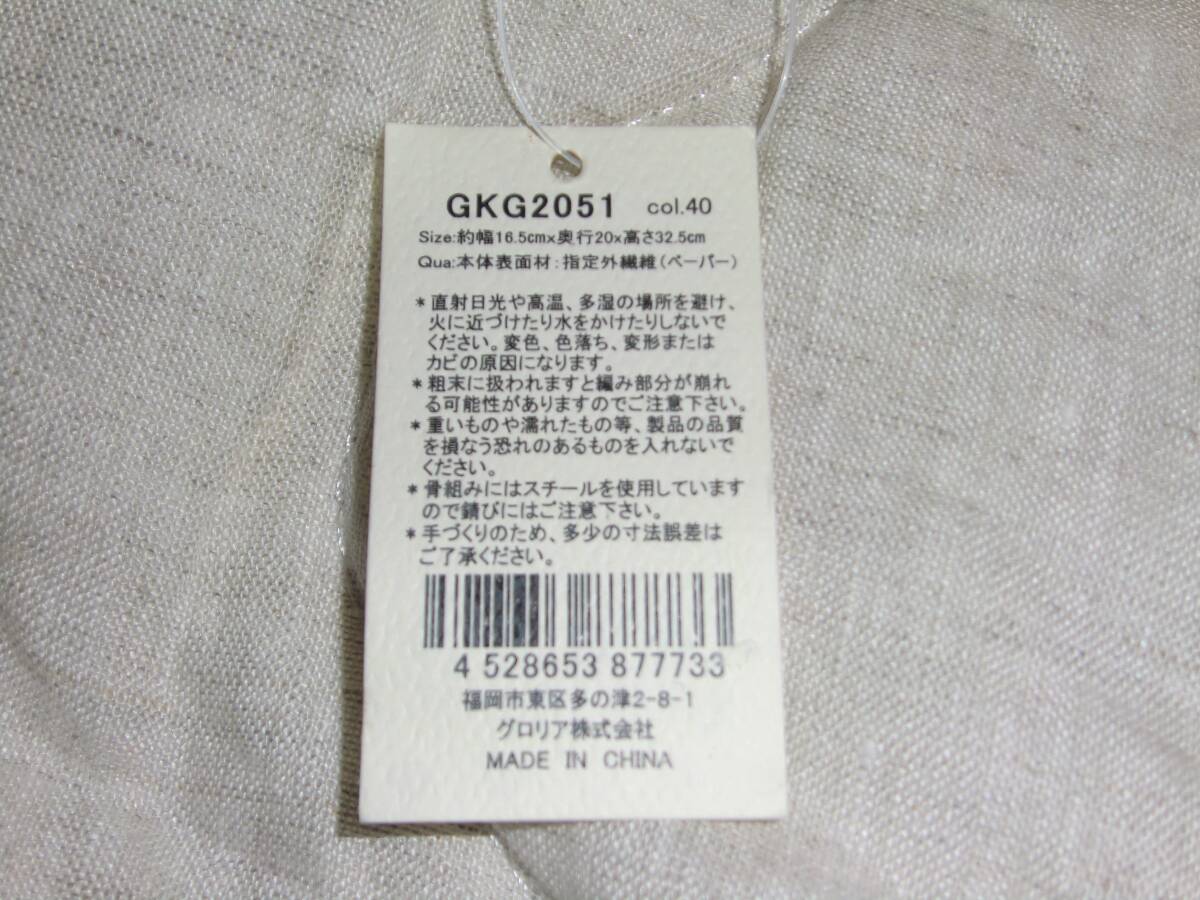 GKG2051 col.40
Size:約幅16.5cm×奥行20×高さ32.5cm
Qua:本体表面材:指定外繊維(ペーパー)
*直射日光や高温、多湿の場所を避け、
火に近づけたり水をかけたりしないで
ください。変色、色落ち、変形または
カビの原因になります。
*粗末に扱われますと編み部分が崩れ
る可能性がありますのでご注意下さい。
*重いものや濡れたもの等、製品の品質
を損なう恐れのあるものを入れないで
ください。
*骨組みにはスチールを使用しています
ので錆びにはご注意下さい。
*手づくりのため、多少の寸法誤差は
ご了承ください。
4 528653 877733
福岡市東区多の津2-8-1
グロリア株式会社
MADE IN CHINA